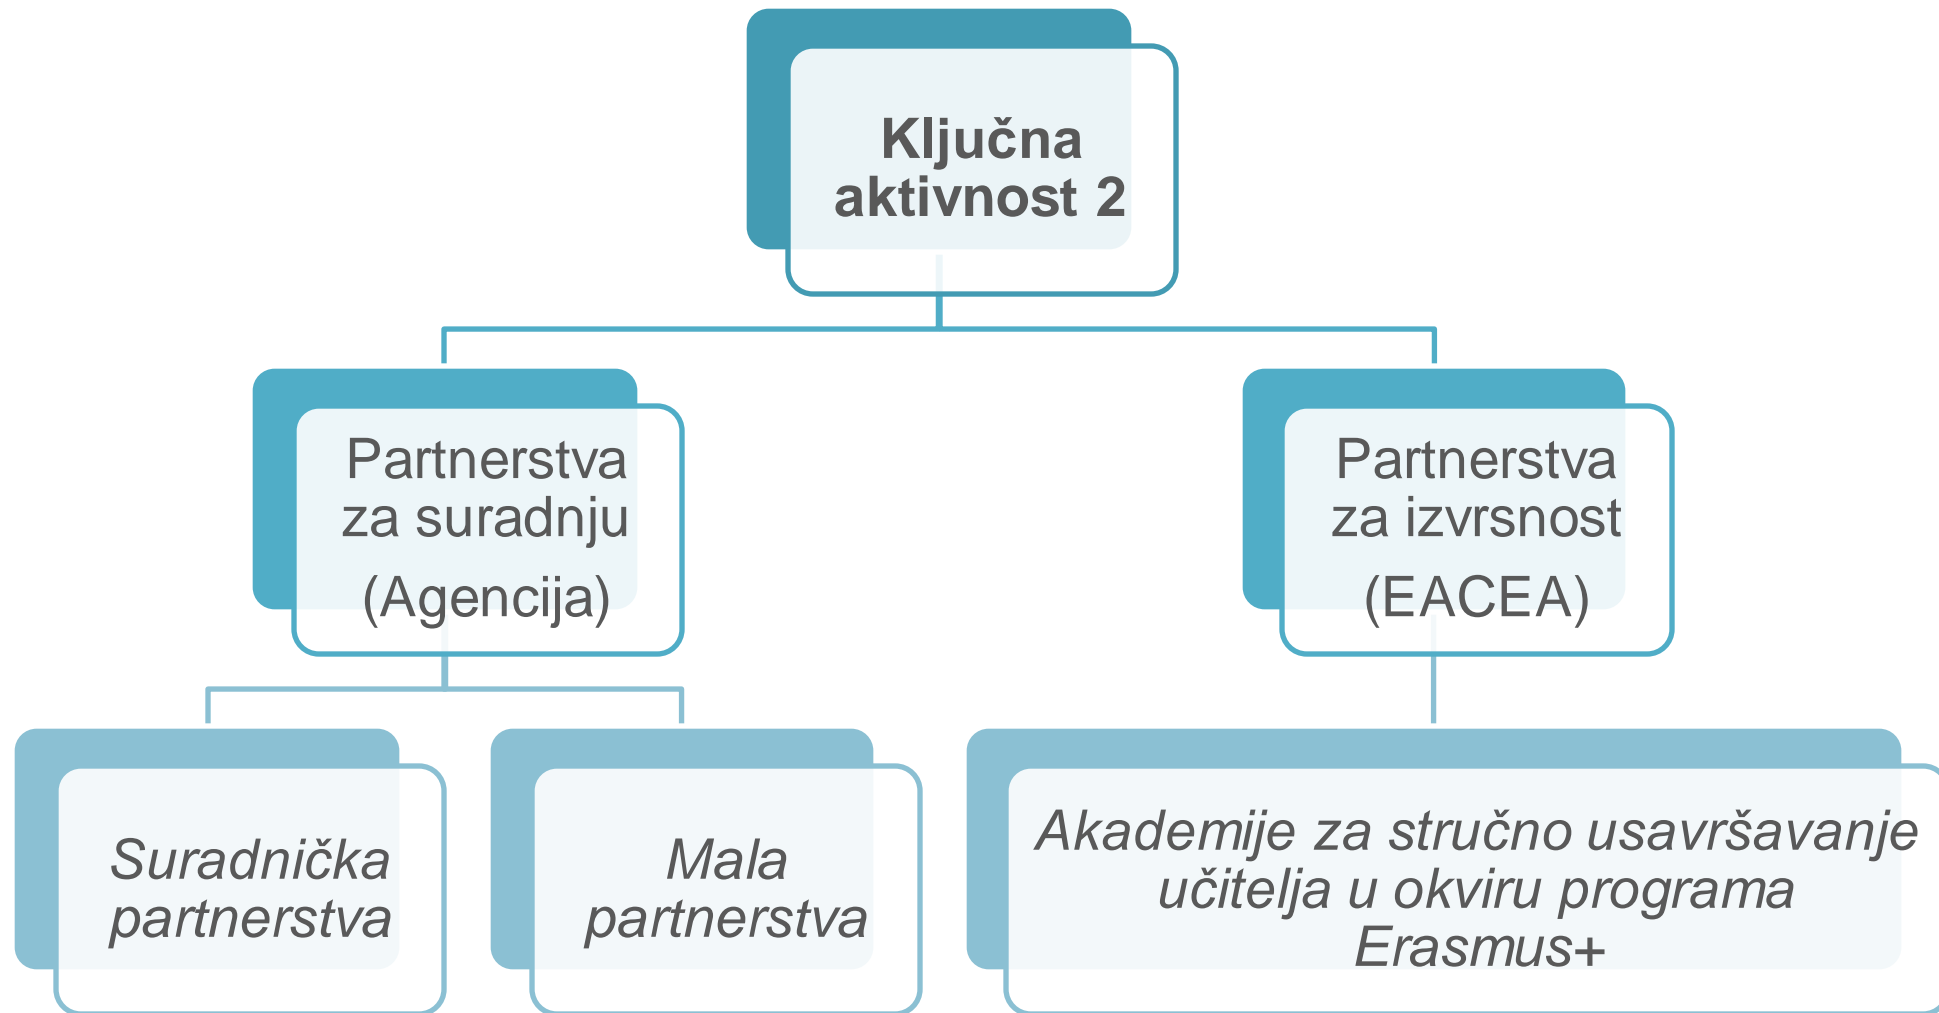 Ključna
aktivnost 2
Partnerstva
za suradnju
(Agencija)
Partnerstva
za izvrsnost
(EACEA)
Suradnička
partnerstva
Mala
partnerstva
Akademije za stručno usavršavanje
učitelja u okviru programa
Erasmus+